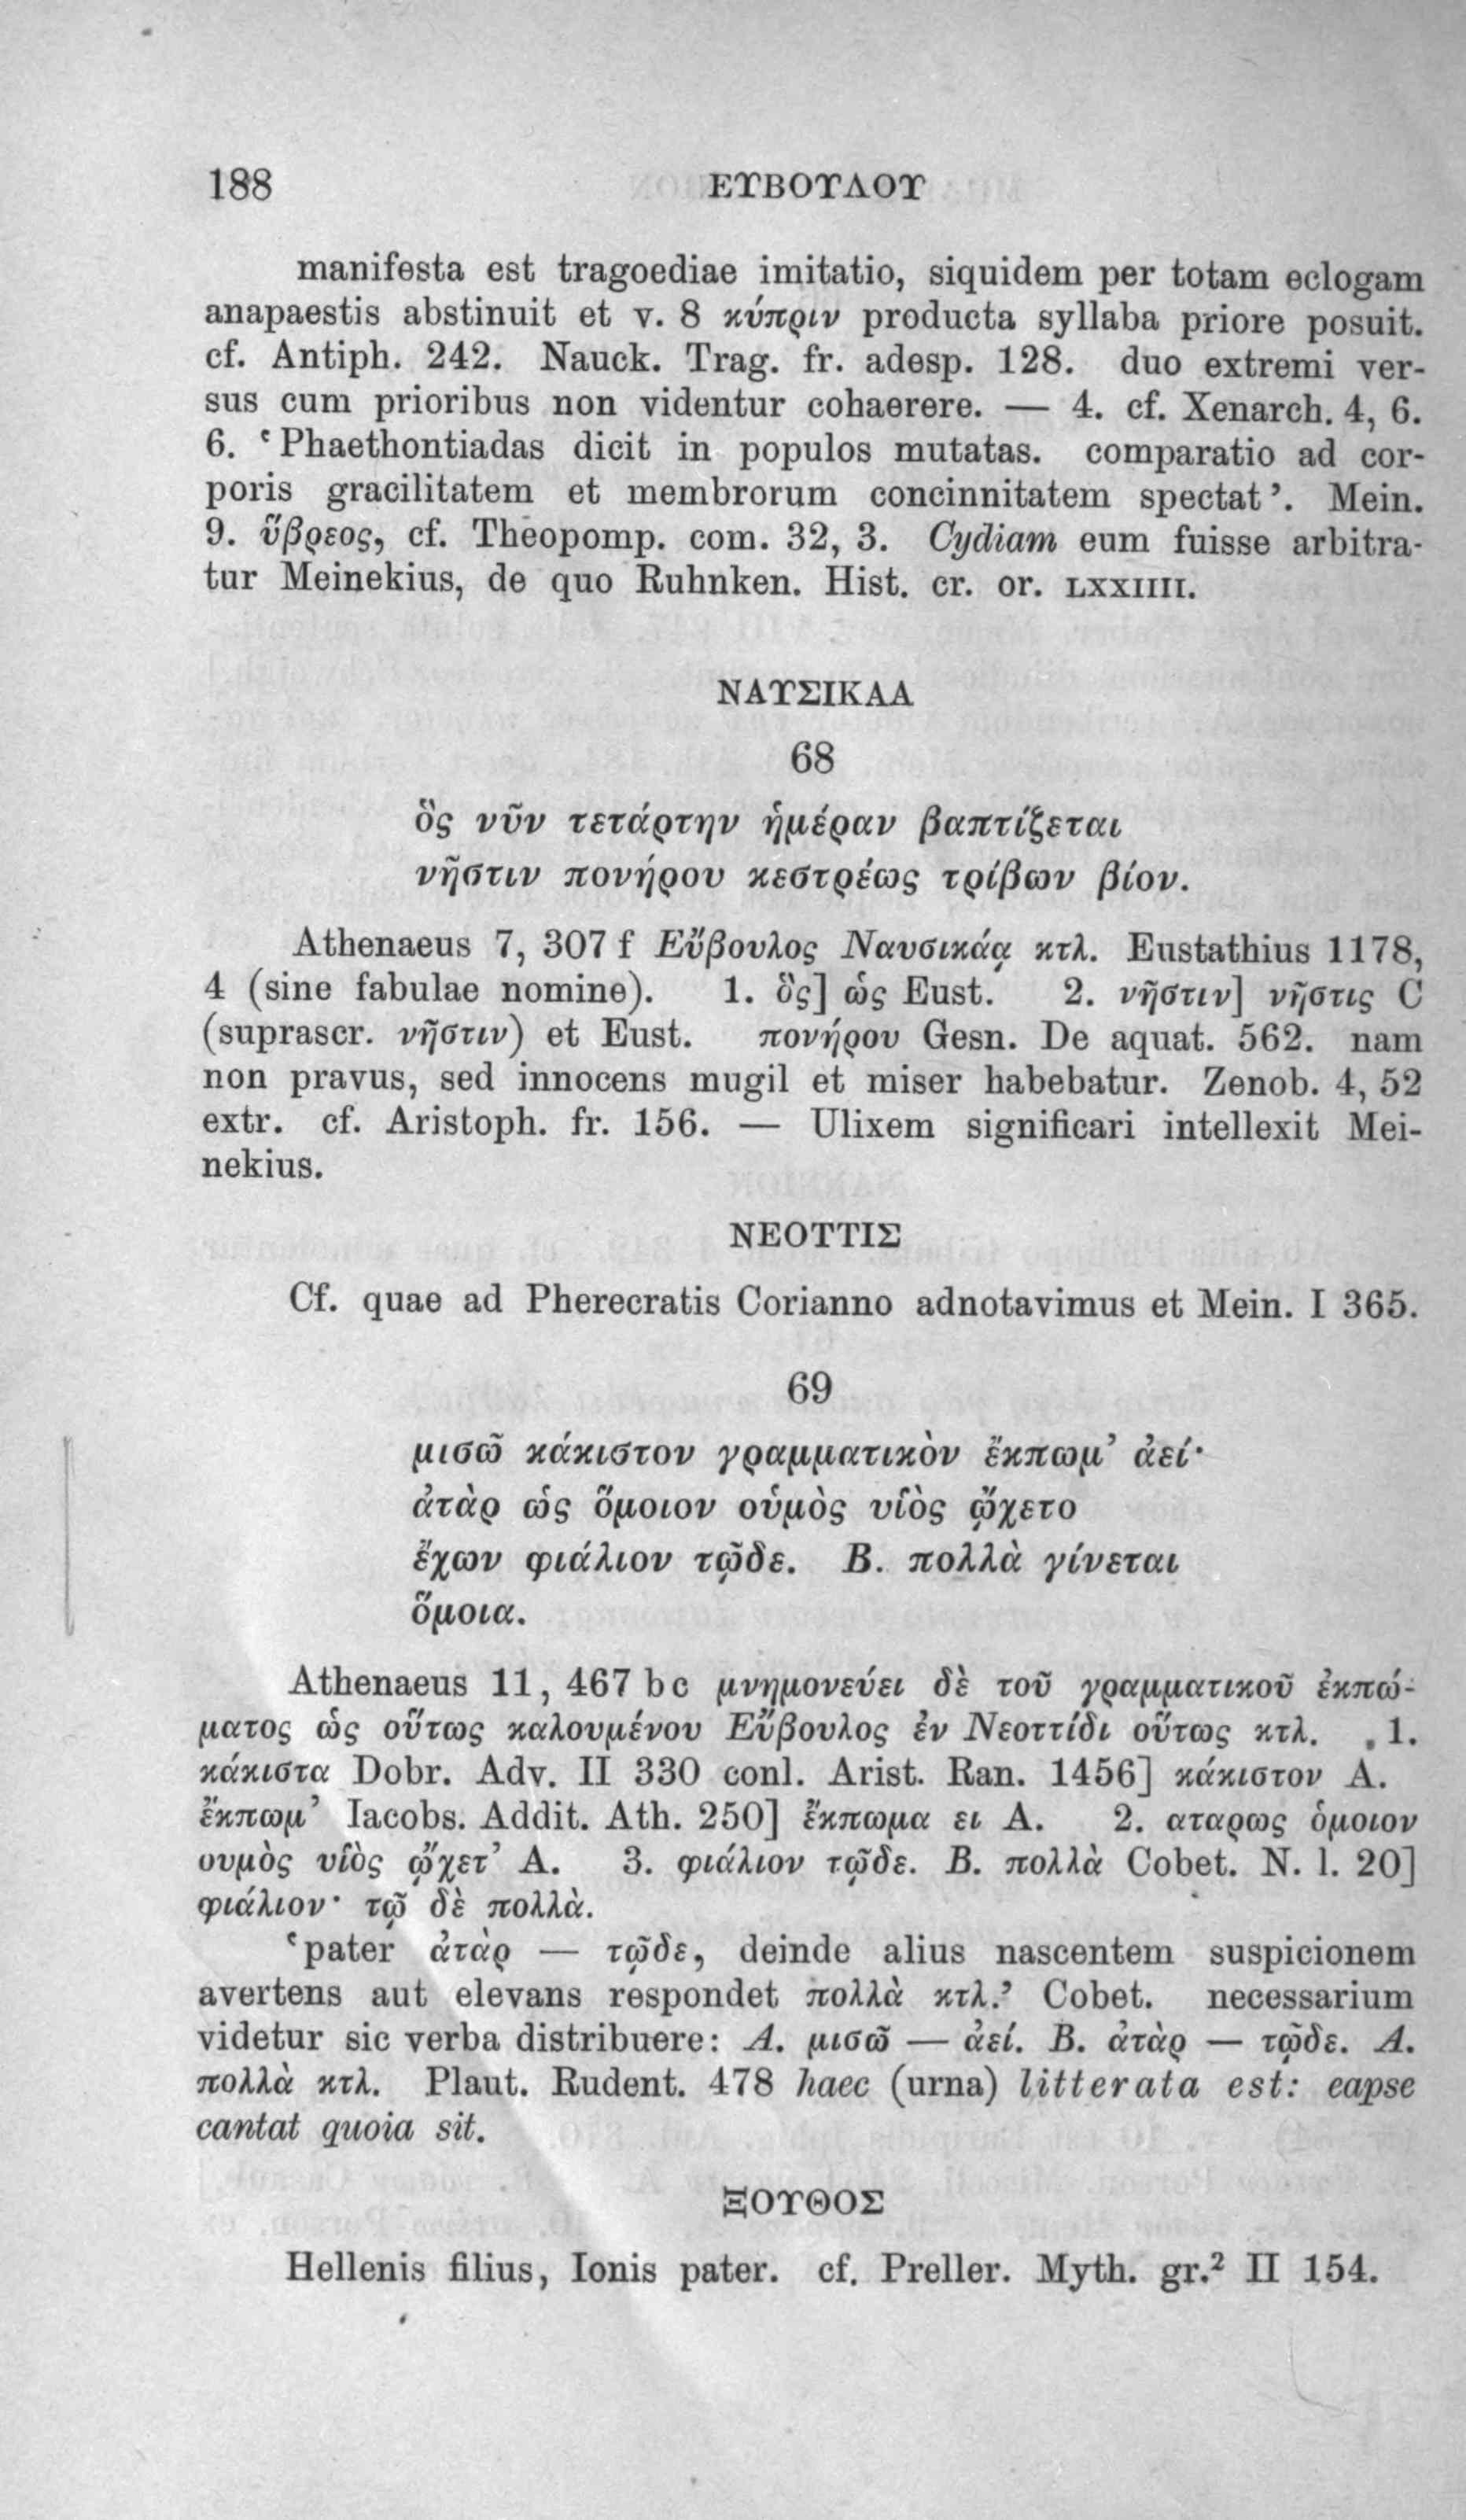 188 ΕΥΒΟΥΛΟΥ
manifesta est tragoediae imitatio, siquidem per totam eclogam
anapaestis abstinuit et v. 8 κύπριν producta syllaba priore posuit.
cf. Antiph. 242. Nauck. Trag. fr. adesp. 128. duo extremi ver-
sus cum prioribus non videntur cohaerere. — 4. cf. Xenarch. 4, 6.
6. ‘Phaethontiadas dicit in populos mutatas. comparatio ad cor-
poris gracilitatem et membrorum concinnitatem spectat’. Mein.
9. ὕβρεος, cf. Theopomp. com. 32, 3. Cydiam eum fuisse arbitra-
tur Meinekius, de quo Ruhnken. Hist. cr. or. LXXIIII.
ΝΑΥΣΙΚΑΑ
68
ὃς νῦν τετάρτην ἡμέραν βαπτίζεται
νῆστιν πονήρου κεστρέως τρίβων βίον.
Athenaeus 7, 307 f Εὔβουλος Ναυσικάᾳ κτλ. Eustathius 1178,
4 (sine fabulae nomine). 1. ὃς] ὡς Eust. 2. νῆστιν] νῆστις C
(suprascr. νῆστιν) et Eust. πονήρου Gesn. De aquat. 562. nam
non pravus, sed innocens mugil et miser habebatur. Zenob. 4, 52
extr. cf. Aristoph. fr. 156. — Ulixem significari intellexit Mei-
nekius.
ΝΕΟΤΤΙΣ
Cf. quae ad Pherecratis Corianno adnotavimus et Mein. I 365.
69
μισῶ κάκιστον γραμματικὸν ἔκπωμ’ ἀεί·
ἀτὰρ ὡς ὅμοιον οὑμὸς υἱὸς ᾤχετο
ἔχων φιάλιον τῷδε. Β. πολλὰ γίνεται
ὅμοια.
Athenaeus 11, 467 bc μνημονεύει δὲ τοῦ γραμματικοῦ ἐκπώ-
ματος ὡς οὕτως καλουμένου Εὔβουλος ἐν Νεοττίδι οὕτως κτλ. 1.
κάκιστα Dobr. Adv. II 330 conl. Arist. Ran. 1456] κάκιστον A.
ἔκπωμ’ Iacobs. Addit. Ath. 250] ἔκπωμα ει A. 2. αταρως ὁμοιον
ουμὸς υἱὸς ᾤχετ’ A. 3. φιάλιον τῷδε. Β. πολλὰ Cobet. N. l. 20]
φιάλιον· τῷ δὲ πολλὰ.
‘pater ἀτὰρ — τῷδε, deinde alius nascentem suspicionem
avertens aut elevans respondet πολλὰ κτλ.’ Cobet. necessarium
videtur sic verba distribuere: Α. μισῶ — ἀεί. Β. ἀτὰρ — τῷδε. Α.
πολλὰ κτλ. Plaut. Rudent. 478 haec (urna) litterata est: eapse
cantat quoia sit.
ΞΟΥΘΟΣ
Hellenis filius, Ionis pater. cf. Preller. Myth. gr.² II 154.